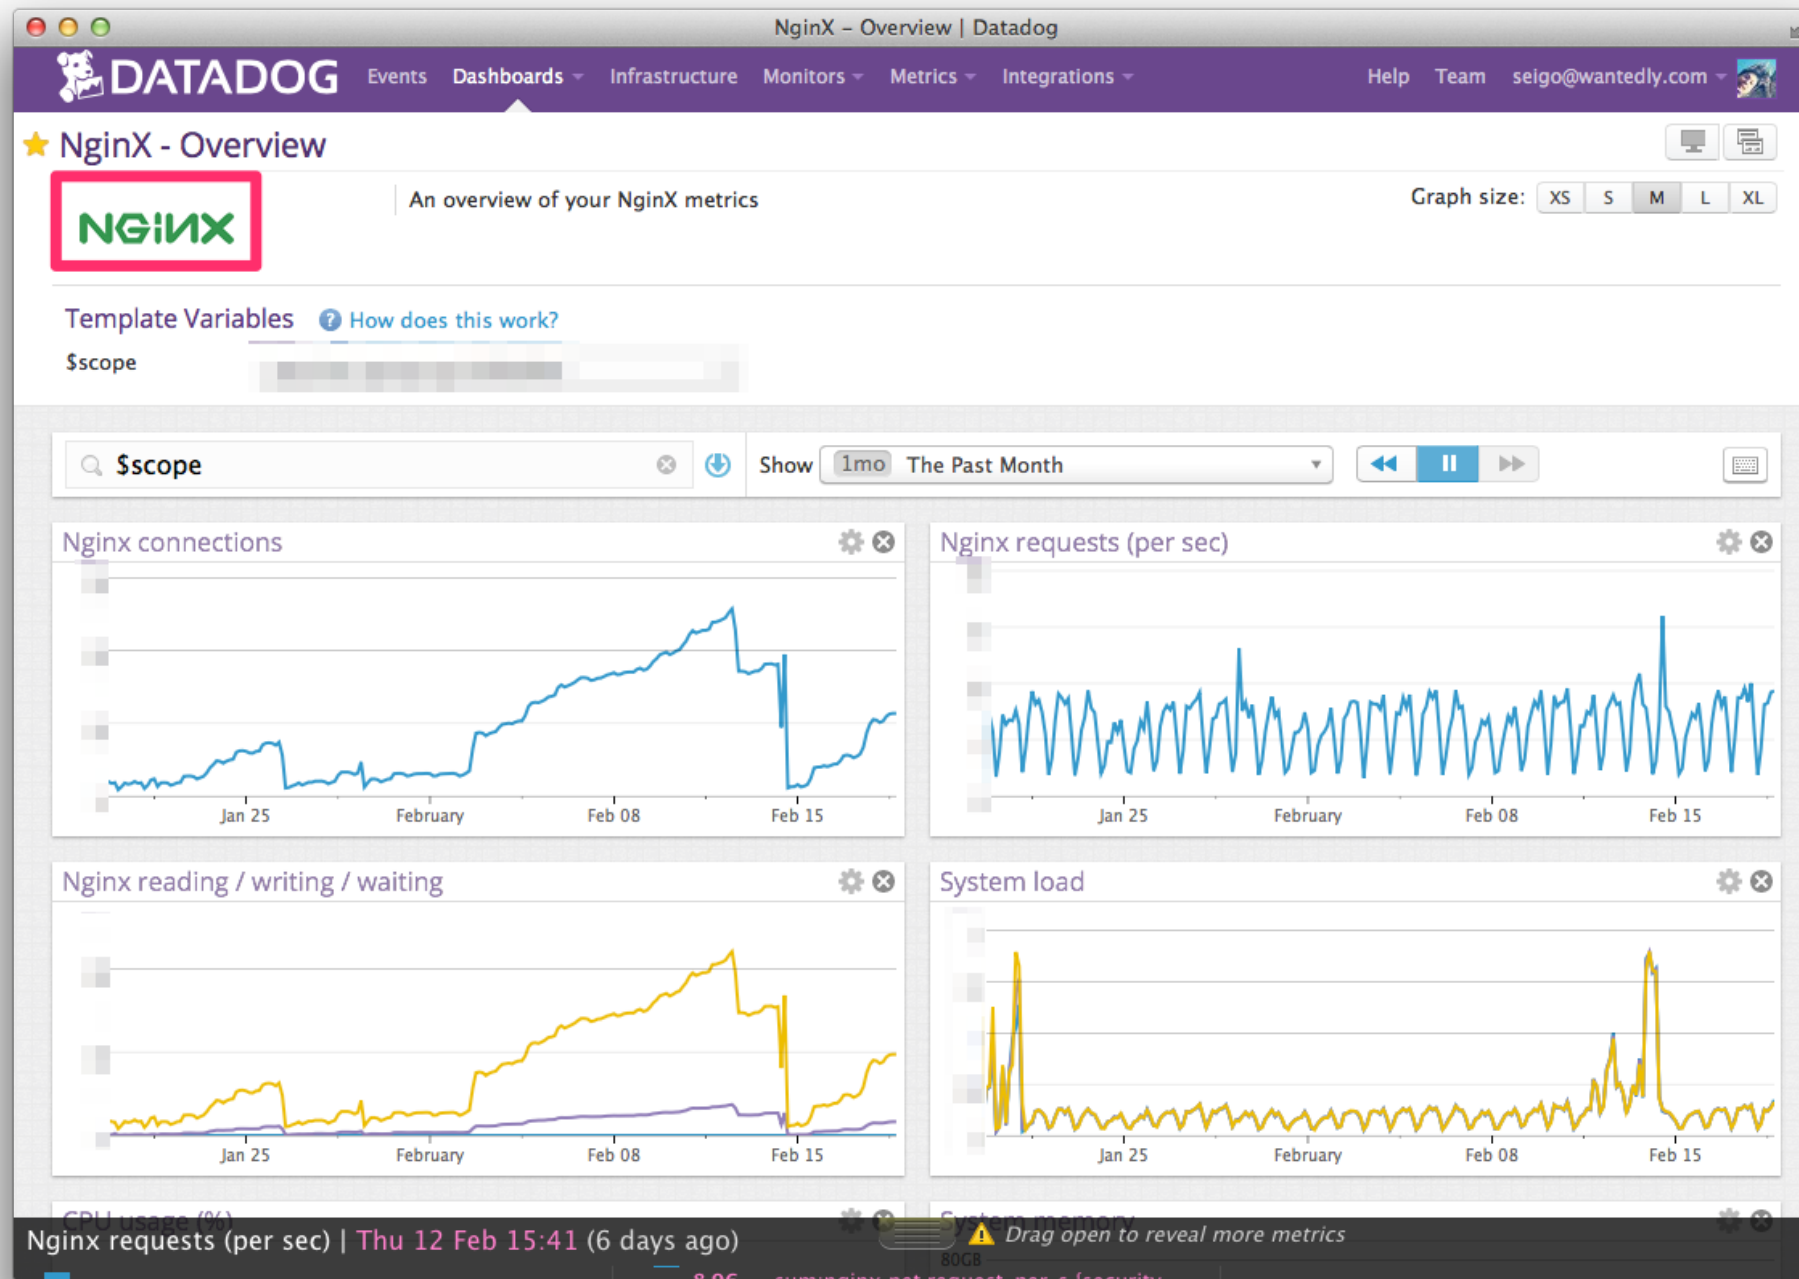 NginX – Overview | Datadog
DATADOG Events Dashboards Infrastructure Monitors Metrics Integrations Help Team seigo@wantedly.com
NginX - Overview
NGINX
An overview of your NginX metrics
Graph size: XS S M L XL
Template Variables ? How does this work?
$scope
$scope
Show 1mo The Past Month
Nginx connections
Jan 25 February Feb 08 Feb 15
Nginx requests (per sec)
Jan 25 February Feb 08 Feb 15
Nginx reading / writing / waiting
Jan 25 February Feb 08 Feb 15
System load
Jan 25 February Feb 08 Feb 15
CPU usage (%)
System memory
80GB
Nginx requests (per sec) | Thu 12 Feb 15:41 (6 days ago)
Drag open to reveal more metrics